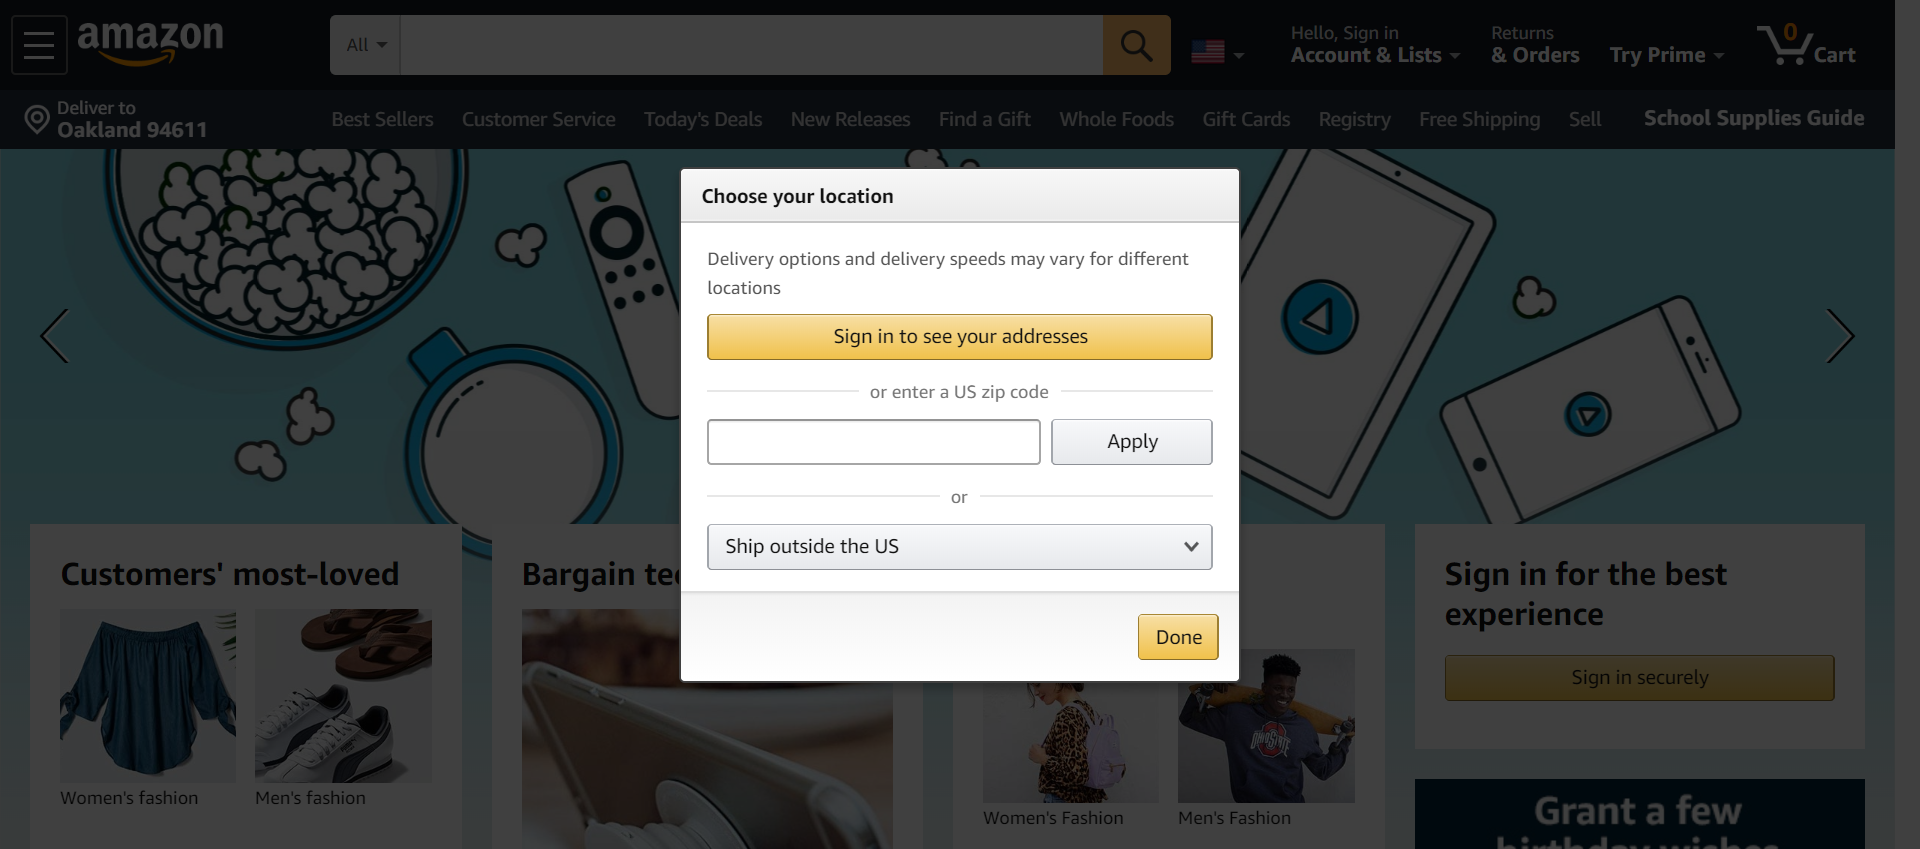 amazon
All
Hello, Sign in
Account & Lists
Returns
& Orders
Try Prime
0
Cart
Deliver to
Oakland 94611
Best Sellers
Customer Service
Today's Deals
New Releases
Find a Gift
Whole Foods
Gift Cards
Registry
Free Shipping
Sell
School Supplies Guide
Choose your location
Delivery options and delivery speeds may vary for different
locations
Sign in to see your addresses
or enter a US zip code
Apply
or
Ship outside the US
Done
Customers' most-loved
Women's fashion
Men's fashion
Bargain te
OHIO STATE
Women's Fashion
Men's Fashion
Sign in for the best
experience
Sign in securely
Grant a few
birthday wishes